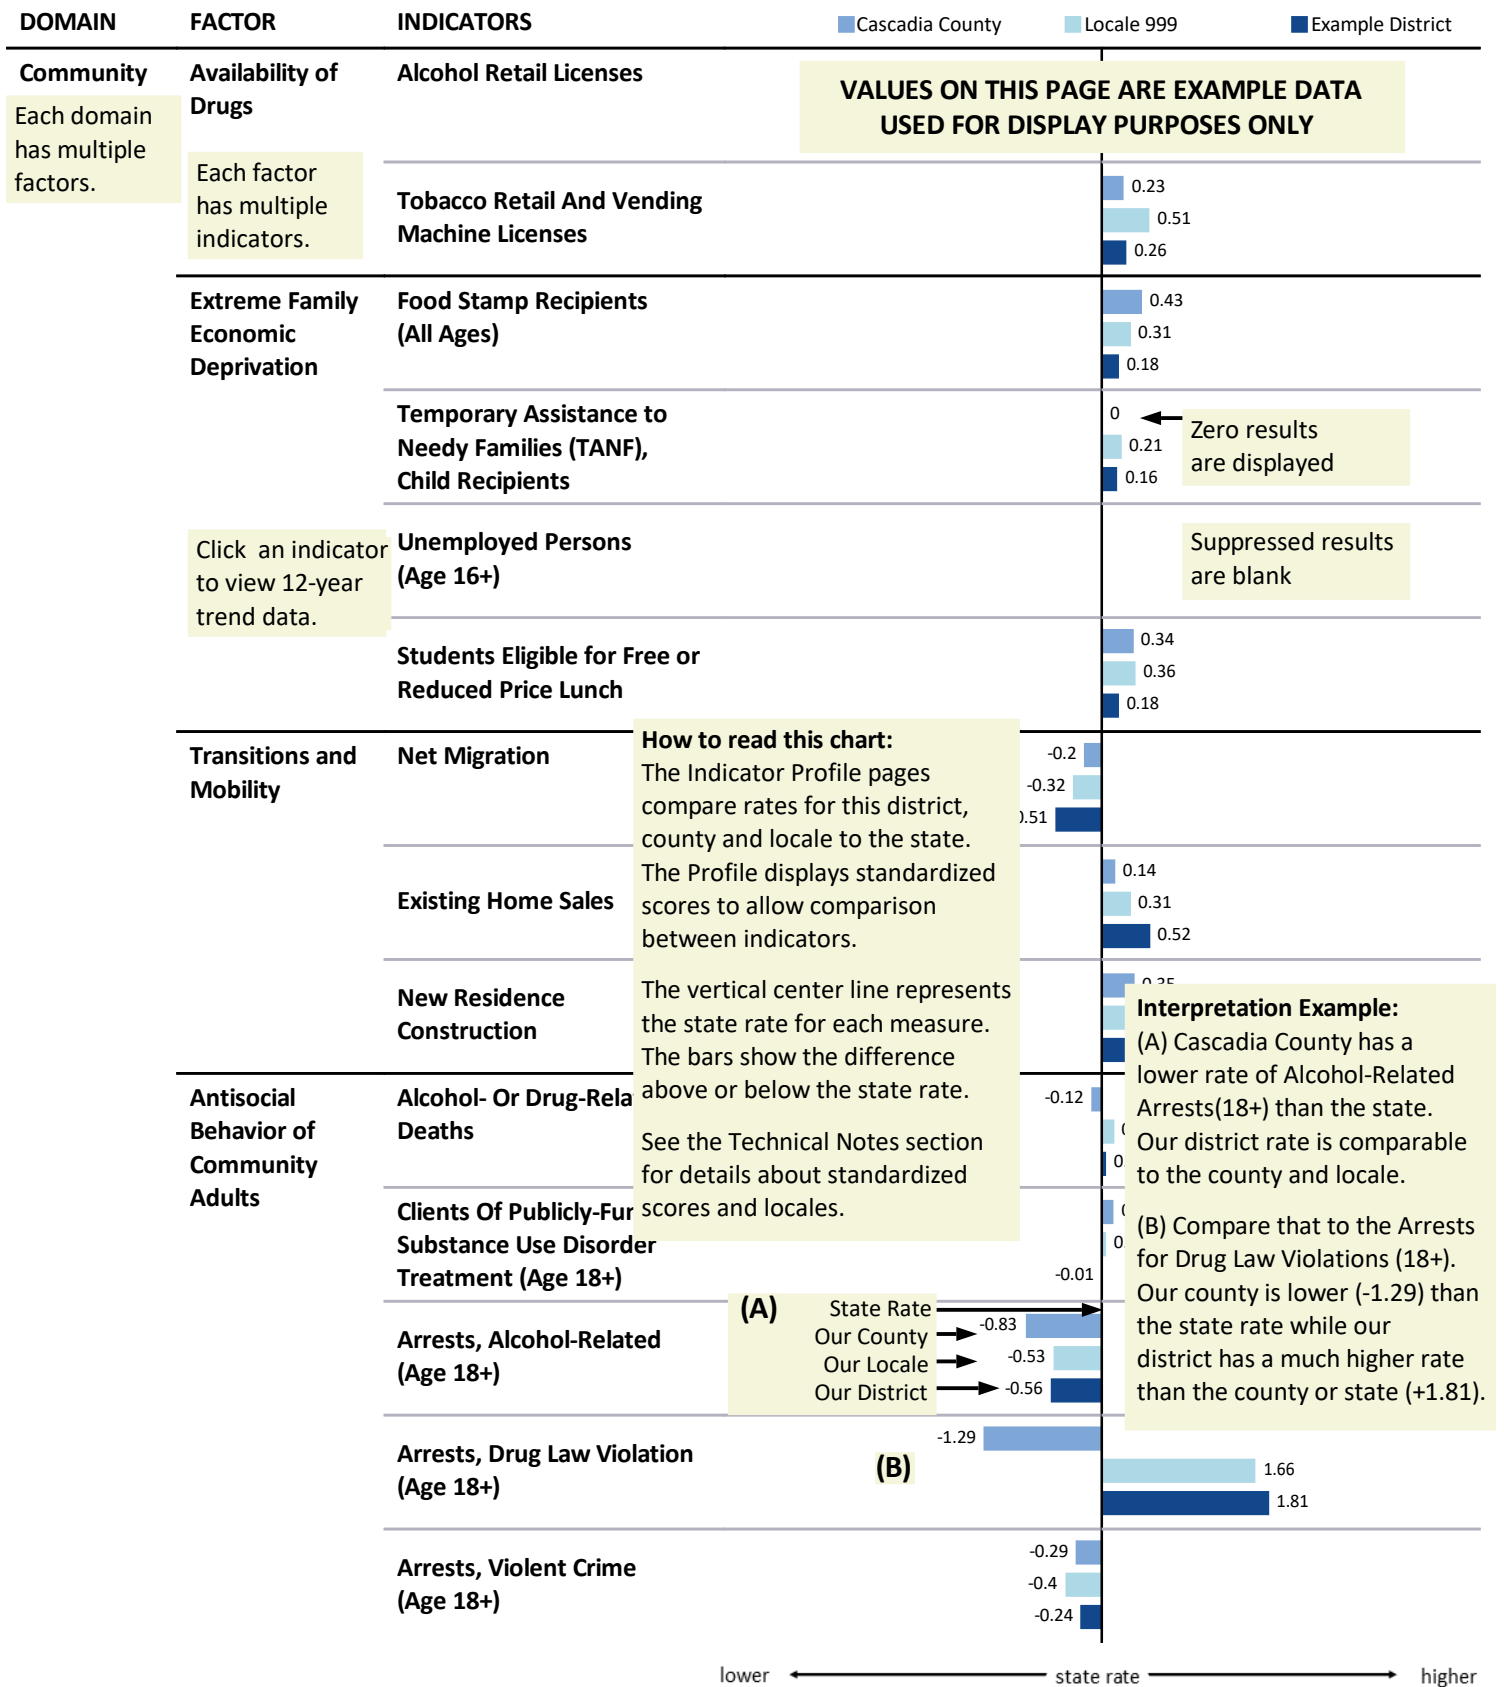 DOMAIN FACTOR INDICATORS Cascadia County Locale 999 Example District
Community
Each domain
has multiple
factors.
Availability of
Drugs
Each factor
has multiple
indicators.
Alcohol Retail Licenses
VALUES ON THIS PAGE ARE EXAMPLE DATA
USED FOR DISPLAY PURPOSES ONLY
Tobacco Retail And Vending
Machine Licenses
0.23
0.51
0.26
Extreme Family
Economic
Deprivation
Food Stamp Recipients
(All Ages)
0.43
0.31
0.18
Temporary Assistance to
Needy Families (TANF),
Child Recipients
0
0.21
0.16
Zero results
are displayed
Click an indicator
to view 12-year
trend data.
Unemployed Persons
(Age 16+)
Suppressed results
are blank
Students Eligible for Free or
Reduced Price Lunch
0.34
0.36
0.18
Transitions and
Mobility
Net Migration
-0.2
-0.32
.51
How to read this chart:
The Indicator Profile pages
compare rates for this district,
county and locale to the state.
The Profile displays standardized
scores to allow comparison
between indicators.
The vertical center line represents
the state rate for each measure.
The bars show the difference
above or below the state rate.
See the Technical Notes section
for details about standardized
scores and locales.
Existing Home Sales
0.14
0.31
0.52
New Residence
Construction
Interpretation Example:
(A) Cascadia County has a
lower rate of Alcohol-Related
Arrests(18+) than the state.
Our district rate is comparable
to the county and locale.
(B) Compare that to the Arrests
for Drug Law Violations (18+).
Our county is lower (-1.29) than
the state rate while our
district has a much higher rate
than the county or state (+1.81).
Antisocial
Behavior of
Community
Adults
Alcohol- Or Drug-Rela
Deaths
-0.12
0.
Clients Of Publicly-Fur
Substance Use Disorder
Treatment (Age 18+)
0.
-0.01
Arrests, Alcohol-Related
(Age 18+)
(A) State Rate
Our County
Our Locale
Our District
-0.83
-0.53
-0.56
Arrests, Drug Law Violation
(Age 18+)
(B)
-1.29
1.66
1.81
Arrests, Violent Crime
(Age 18+)
-0.29
-0.4
-0.24
lower state rate higher